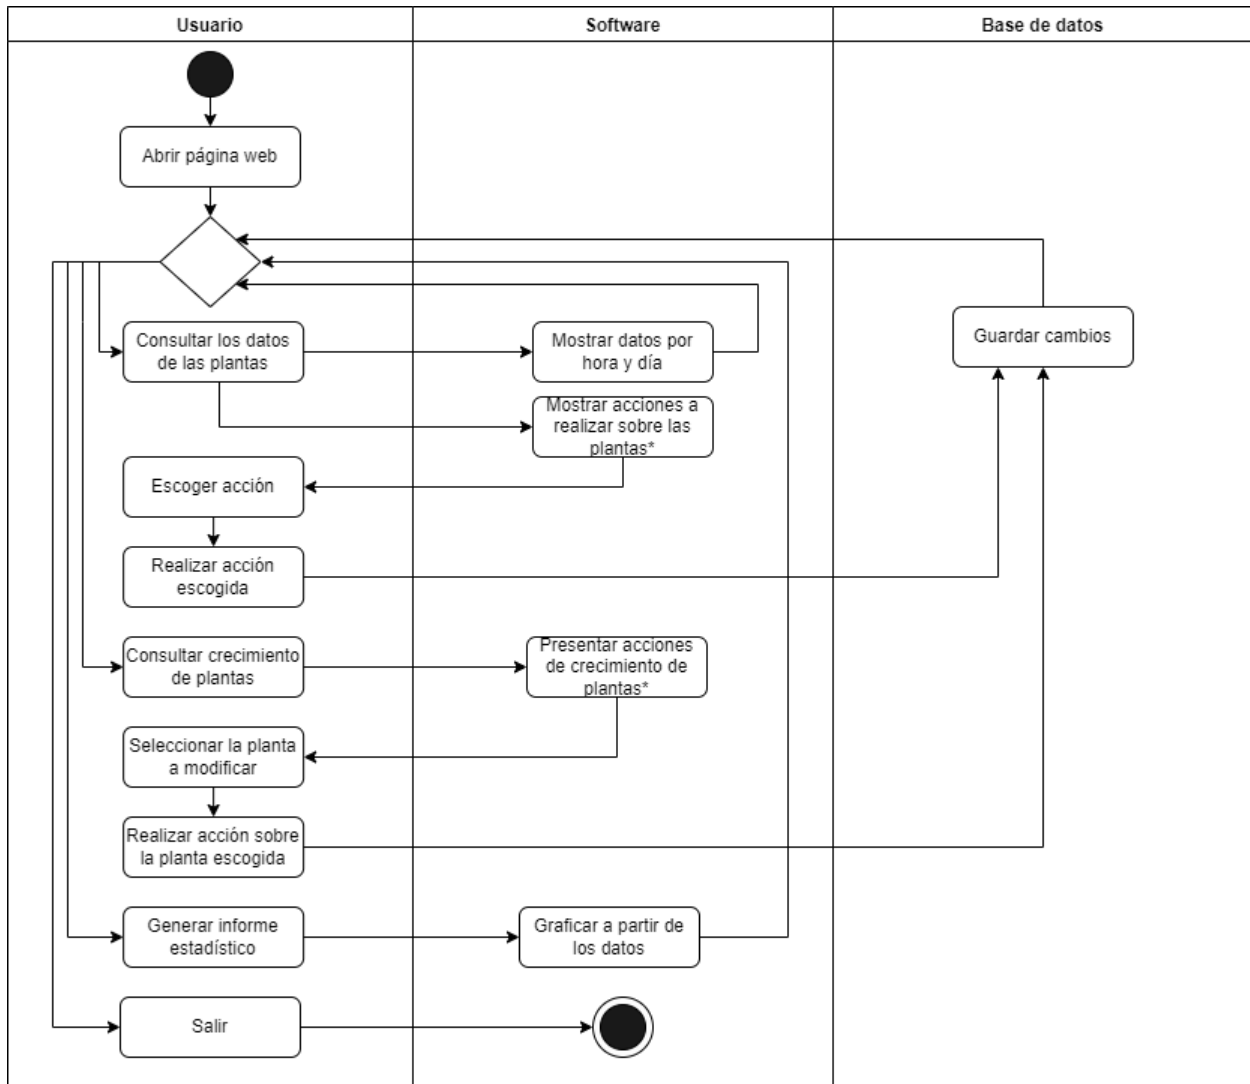 Usuario
Software
Base de datos
Abrir página web
Consultar los datos
de las plantas
Mostrar datos por
hora y día
Guardar cambios
Mostrar acciones a
realizar sobre las
plantas*
Escoger acción
Realizar acción
escogida
Consultar crecimiento
de plantas
Presentar acciones
de crecimiento de
plantas*
Seleccionar la planta
a modificar
Realizar acción sobre
la planta escogida
Generar informe
estadístico
Graficar a partir de
los datos
Salir